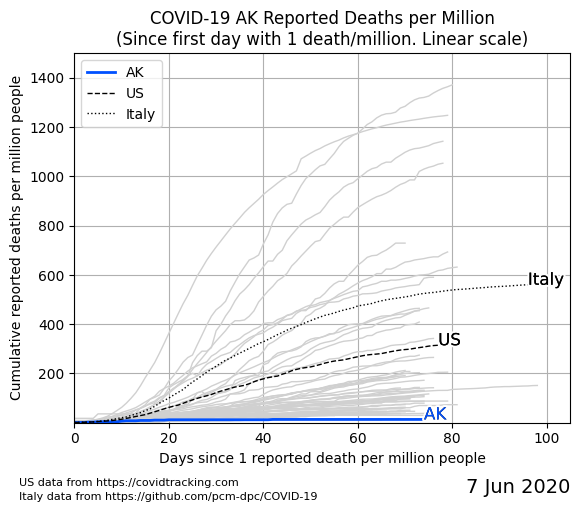 COVID-19 AK Reported Deaths per Million
(Since first day with 1 death/million. Linear scale)
AK
US
Italy
1400
1200
1000
800
600
400
200
Cumulative reported deaths per million people
Italy
US
AK
0 20 40 60 80 100
Days since 1 reported death per million people
US data from https://covidtracking.com
Italy data from https://github.com/pcm-dpc/COVID-19
7 Jun 2020